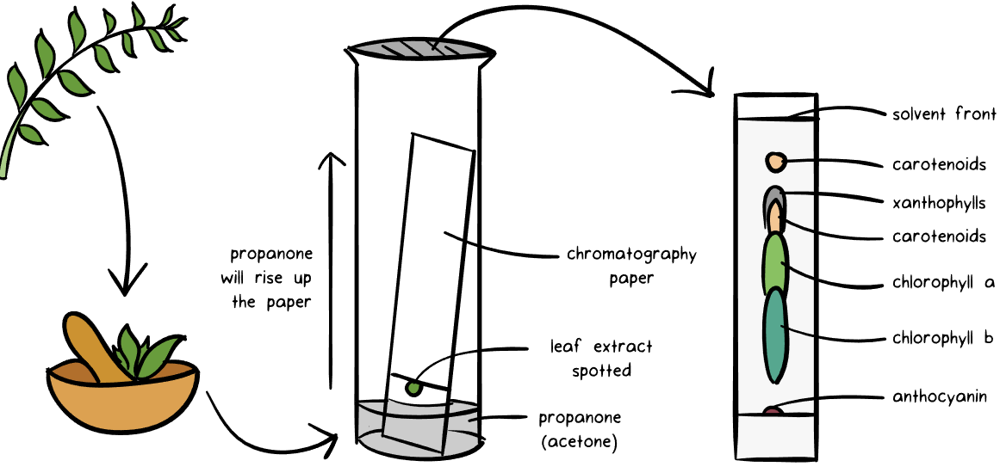 propanone
will rise up
the paper
chromatography
paper
leaf extract
spotted
propanone
(acetone)
solvent front
carotenoids
xanthophylls
carotenoids
chlorophyll a
chlorophyll b
anthocyanin